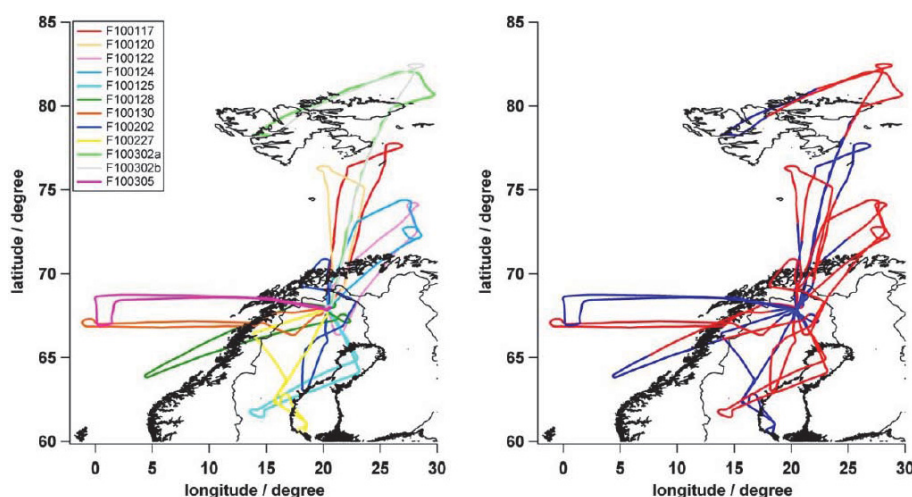 85
80
75
70
65
60
latitude / degree
F100117
F100120
F100122
F100124
F100125
F100128
F100130
F100202
F100227
F100302a
F100302b
F100305
0 5 10 15 20 25 30
longitude / degree
85
80
75
70
65
60
latitude / degree
0 5 10 15 20 25 30
longitude / degree